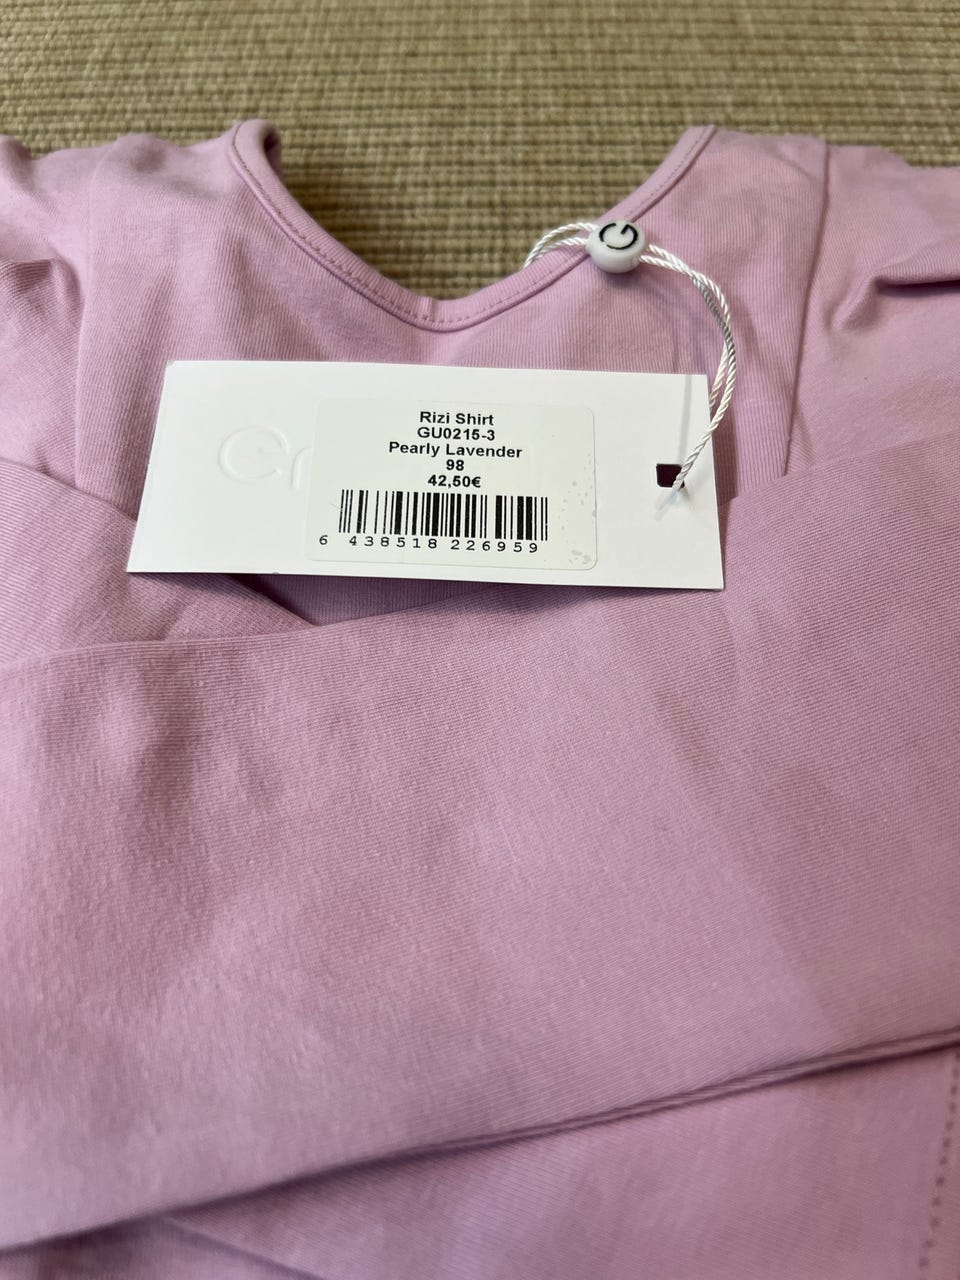 G
Rizi Shirt
GU0215-3
Pearly Lavender
98
42,50€
6 438518 226959